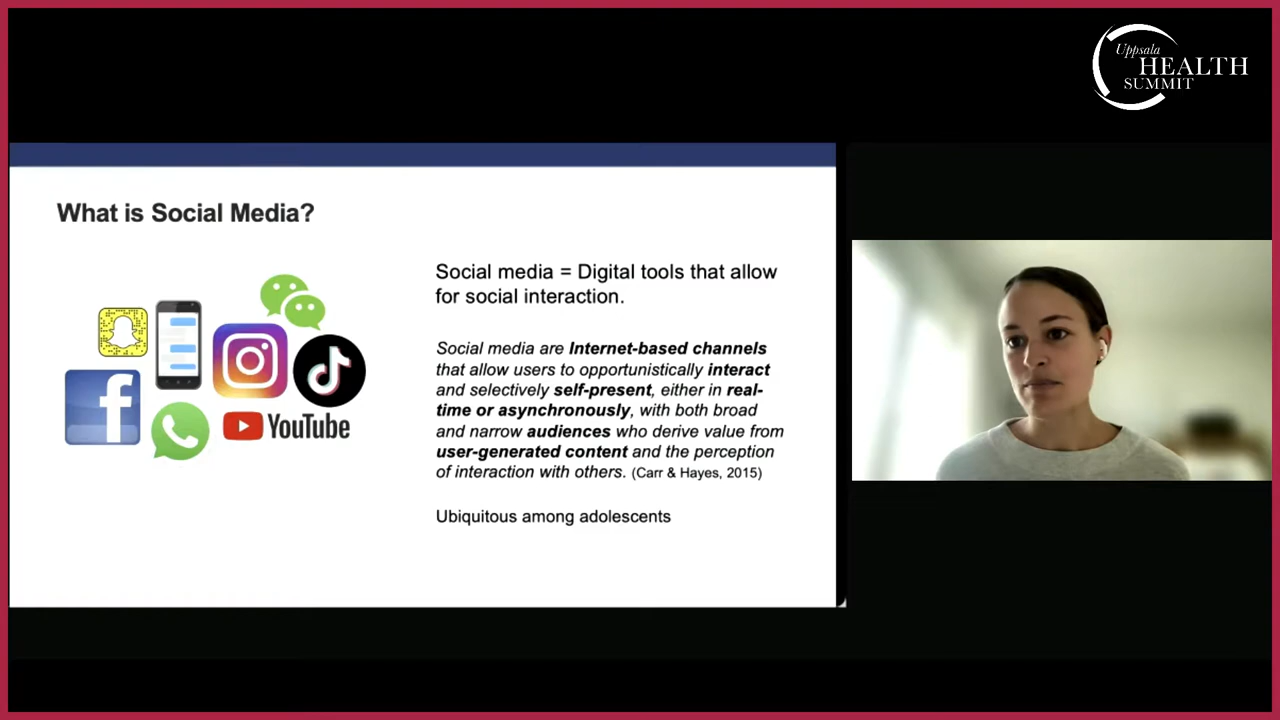 Uppsala
HEALTH
SUMMIT
What is Social Media?
Social media = Digital tools that allow
for social interaction.
Social media are Internet-based channels
that allow users to opportunistically interact
and selectively self-present, either in real-
time or asynchronously, with both broad
and narrow audiences who derive value from
user-generated content and the perception
of interaction with others. (Carr & Hayes, 2015)
Ubiquitous among adolescents
f
YouTube